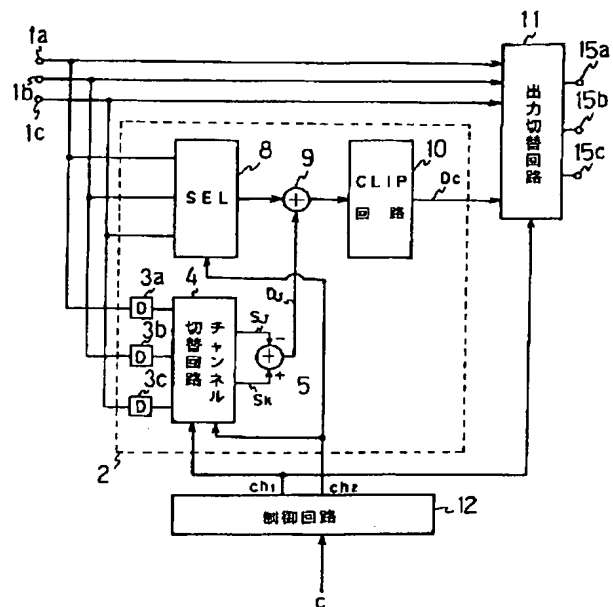 11
1a
1b
1c
15a
15b
15c
出力切替回路
8
SEL
9
10
CLIP
回路
Dc
3a
D
3b
D
3c
D
4
チャンネル
切替回路
SJ
-
+
+
SK
5
DJ
+
2
ch1
ch2
制御回路
12
C